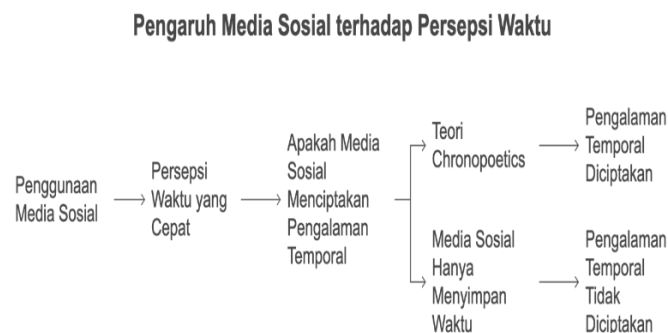 Pengaruh Media Sosial terhadap Persepsi Waktu
Penggunaan
Media Sosial
Persepsi
Waktu yang
Cepat
Apakah Media
Sosial
Menciptakan
Pengalaman
Temporal
Teori
Chronopoetics
Pengalaman
Temporal
Diciptakan
Media Sosial
Hanya
Menyimpan
Waktu
Pengalaman
Temporal
Tidak
Diciptakan